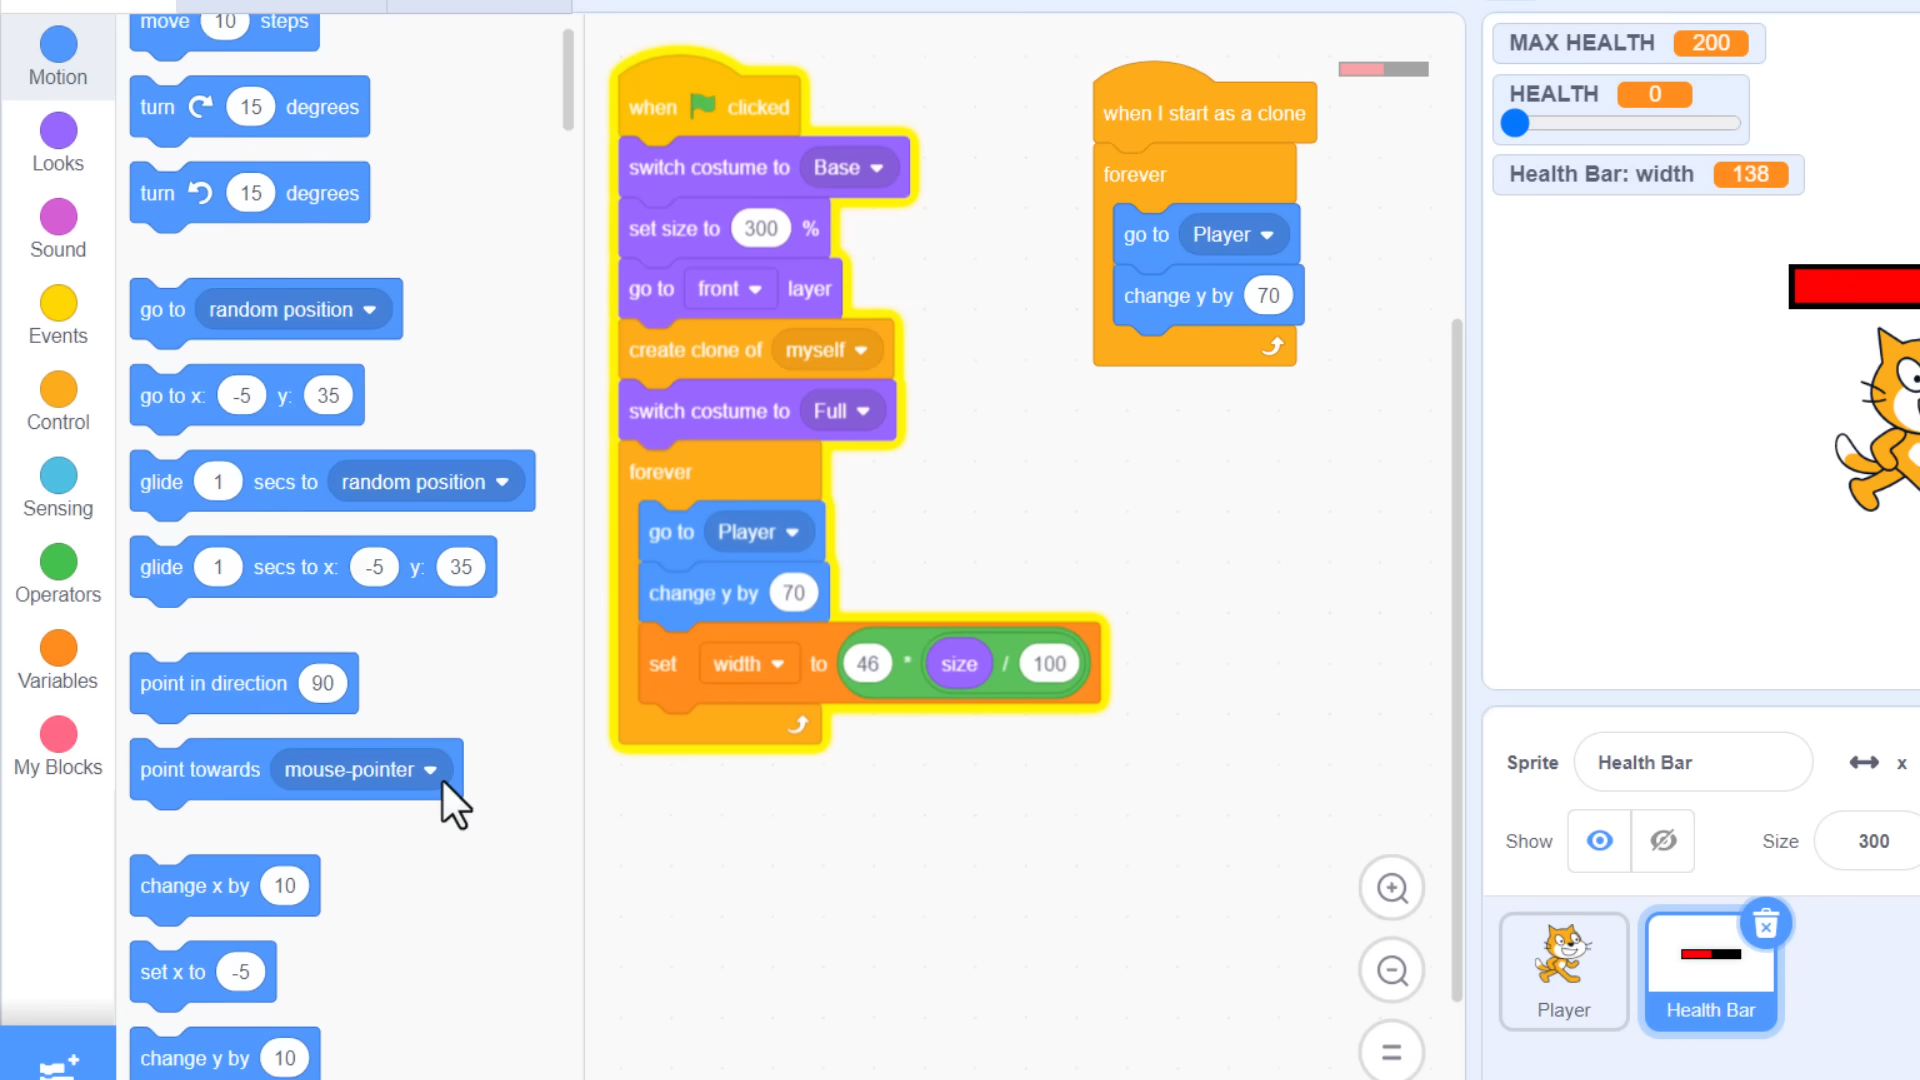 Motion
Looks
Sound
Events
Control
Sensing
Operators
Variables
My Blocks
move 10 steps
turn 15 degrees
turn 15 degrees
go to random position
go to x: -5 y: 35
glide 1 secs to random position
glide 1 secs to x: -5 y: 35
point in direction 90
point towards mouse-pointer
change x by 10
set x to -5
change y by 10
when clicked
switch costume to Base
set size to 300 %
go to front layer
create clone of myself
switch costume to Full
forever
go to Player
change y by 70
set width to 46 * size / 100
when I start as a clone
forever
go to Player
change y by 70
MAX HEALTH 200
HEALTH 0
Health Bar: width 138
Sprite Health Bar x
Show Size 300
Player
Health Bar